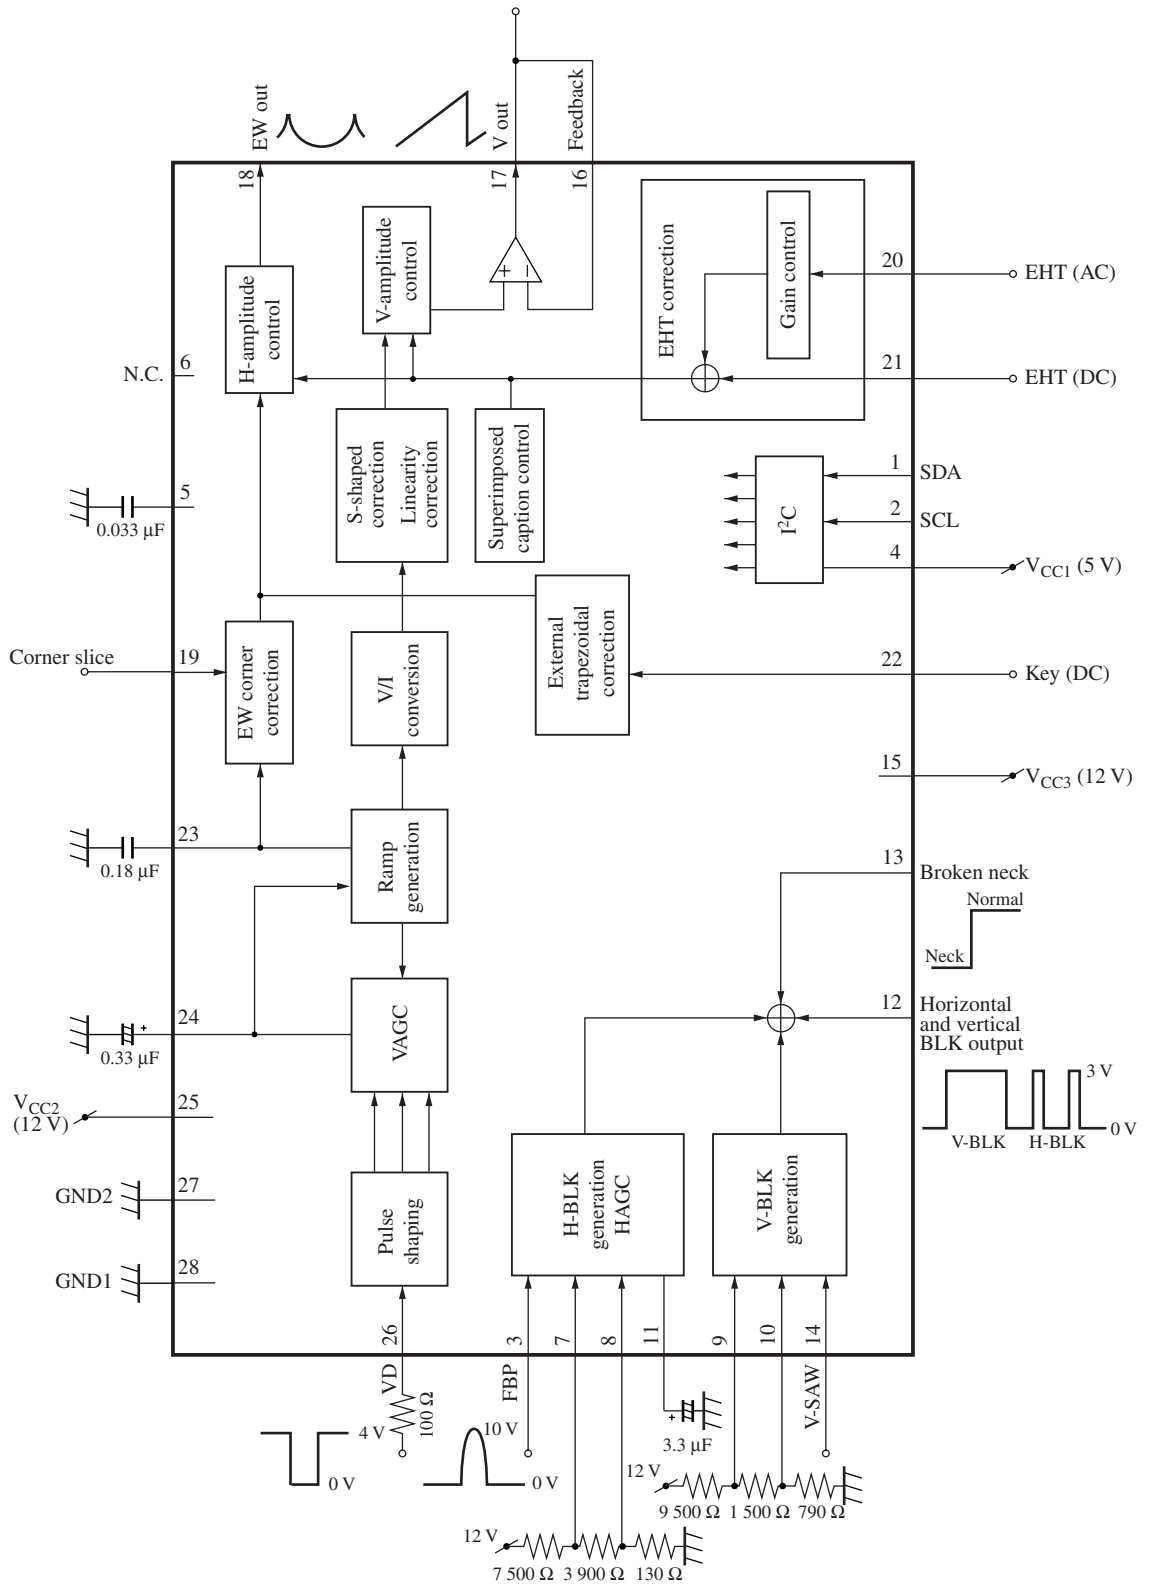 EW out
V out
Feedback
18
17
16
H-amplitude
control
V-amplitude
control
+
−
EHT correction
Gain control
20
EHT (AC)
21
EHT (DC)
N.C.
6
5
0.033 μF
S-shaped
correction
Linearity
correction
Superimposed
caption control
I²C
1
SDA
2
SCL
4
VCC1 (5 V)
Corner slice
19
EW corner
correction
V/I
conversion
External
trapezoidal
correction
22
Key (DC)
15
VCC3 (12 V)
23
0.18 μF
Ramp
generation
13
Broken neck
Normal
Neck
24
+
0.33 μF
VAGC
12
Horizontal
and vertical
BLK output
3 V
0 V
V-BLK
H-BLK
VCC2
(12 V)
25
27
GND2
28
GND1
Pulse
shaping
H-BLK
generation
HAGC
V-BLK
generation
26
3
7
8
11
9
10
14
VD
FBP
V-SAW
4 V
0 V
100 Ω
10 V
0 V
+
3.3 μF
12 V
9 500 Ω
1 500 Ω
790 Ω
12 V
7 500 Ω
3 900 Ω
130 Ω